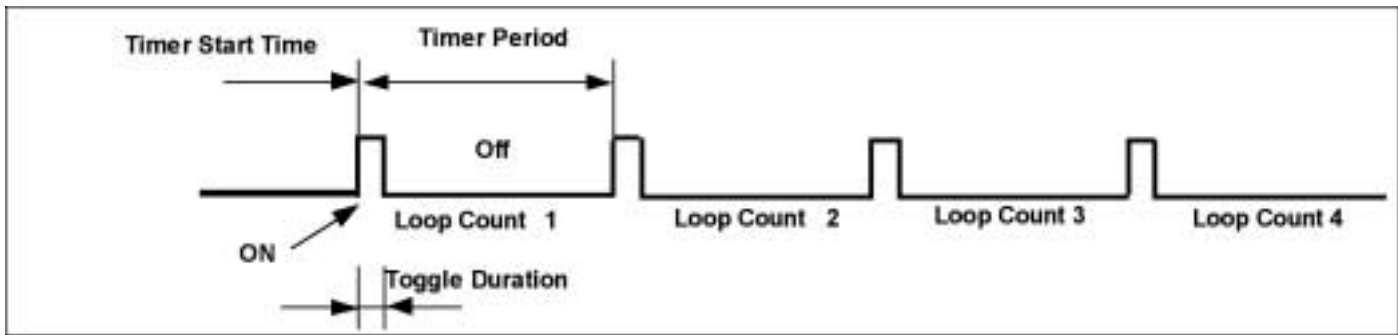 Timer Start Time
Timer Period
Off
Loop Count 1
Loop Count 2
Loop Count 3
Loop Count 4
ON
Toggle Duration